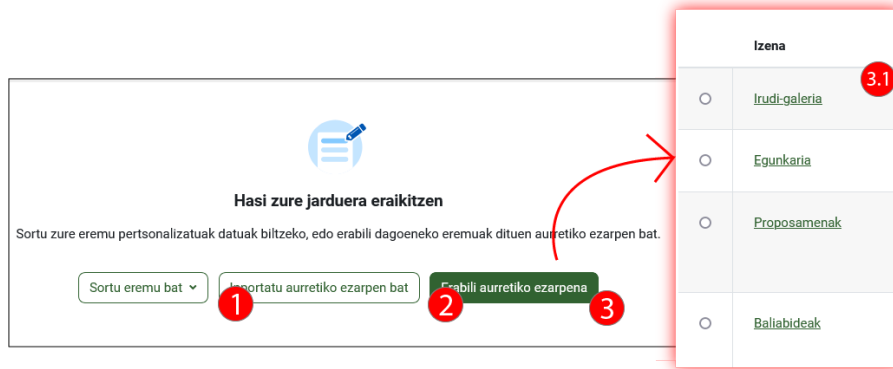 Hasi zure jarduera eraikitzen
Sortu zure eremu pertsonalizatuak datuak biltzeko, edo erabili dagoeneko eremuak dituen aurretiko ezarpen bat.
Sortu eremu bat
1
Inportatu aurretiko ezarpen bat
2
Erabili aurretiko ezarpena
3
Izena
3.1
Irudi-galeria
Egunkaria
Proposamenak
Baliabideak